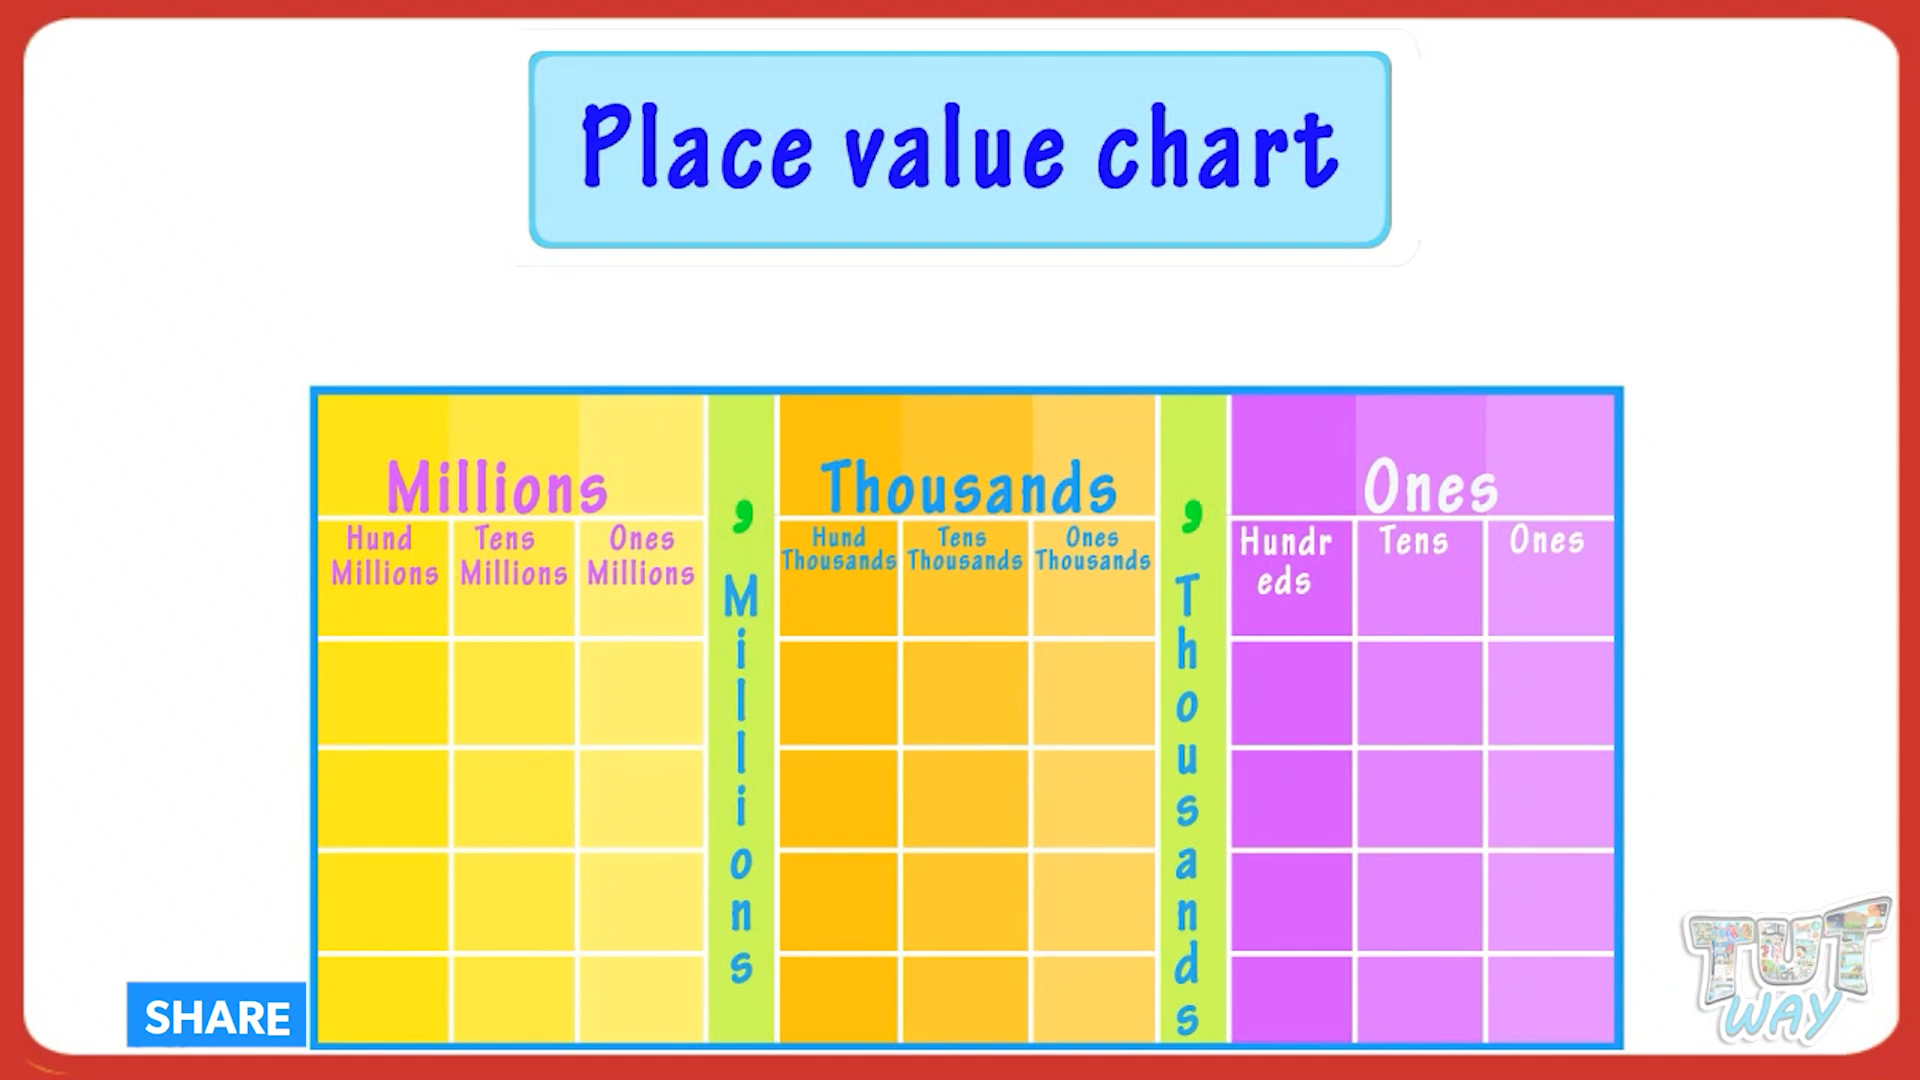 Place value chart
Millions , Thousands , Ones
Hund Millions
Tens Millions
Ones Millions
Millions
Hund Thousands
Tens Thousands
Ones Thousands
Thousands
Hundr
eds
Tens
Ones
SHARE
TUT
WAY